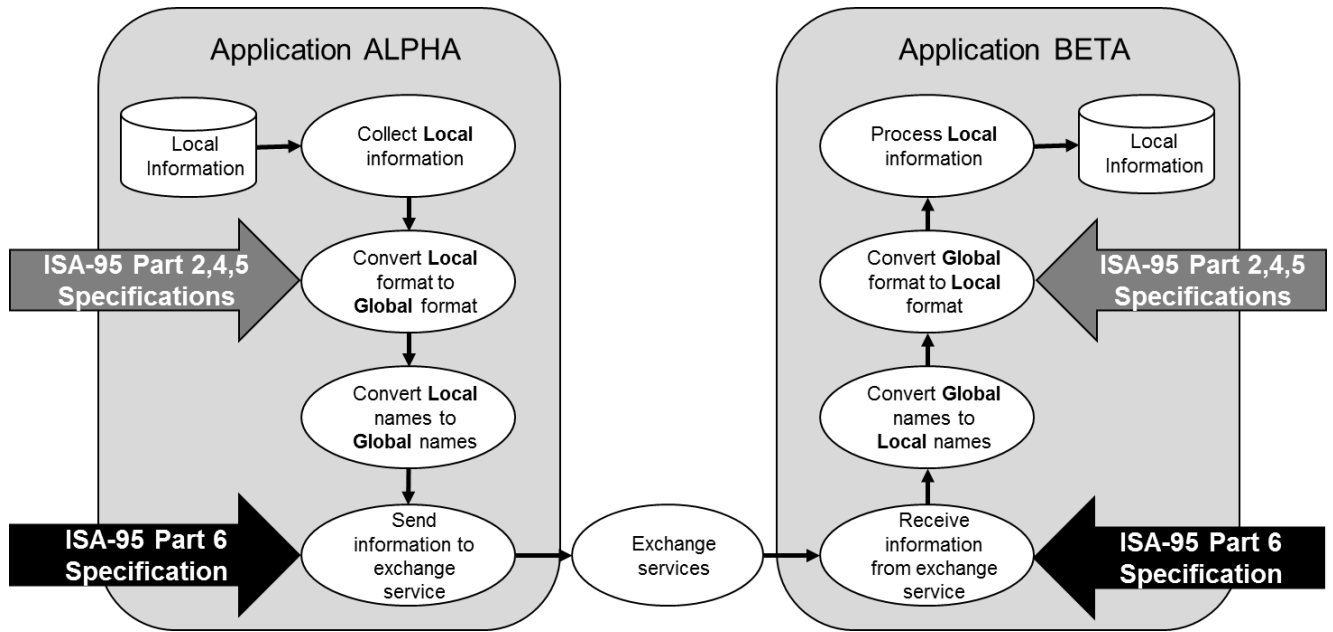 Application ALPHA
Local
Information
Collect Local
information
ISA-95 Part 2,4,5
Specifications
Convert Local
format to
Global format
Convert Local
names to
Global names
ISA-95 Part 6
Specification
Send
information to
exchange
service
Exchange
services
Application BETA
Process Local
information
Local
Information
Convert Global
format to Local
format
ISA-95 Part 2,4,5
Specifications
Convert Global
names to
Local names
Receive
information
from exchange
service
ISA-95 Part 6
Specification